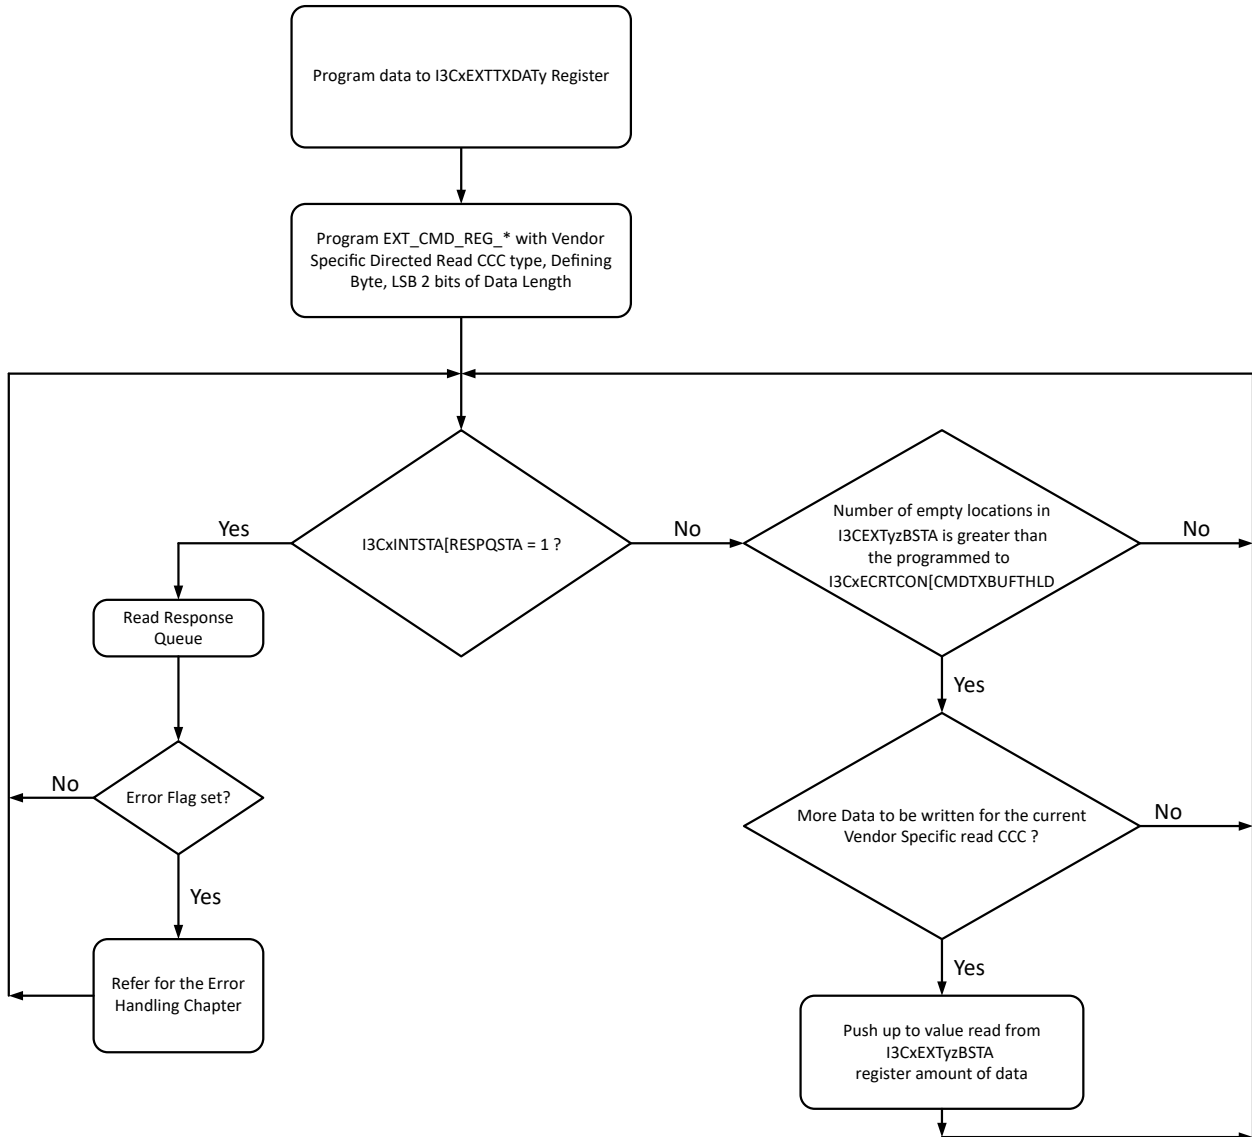 Program data to I3CxEXTTXDATy Register
Program EXT_CMD_REG_* with Vendor
Specific Directed Read CCC type, Defining
Byte, LSB 2 bits of Data Length
I3CxINTSTA[RESPQSTA = 1 ?
Yes
No
Number of empty locations in
I3CEXTyzBSTA is greater than
the programmed to
I3CxECRTCON[CMDTXBUFTHLD
No
Yes
Read Response
Queue
Error Flag set?
No
Yes
Refer for the Error
Handling Chapter
More Data to be written for the current
Vendor Specific read CCC ?
No
Yes
Push up to value read from
I3CxEXTyzBSTA
register amount of data